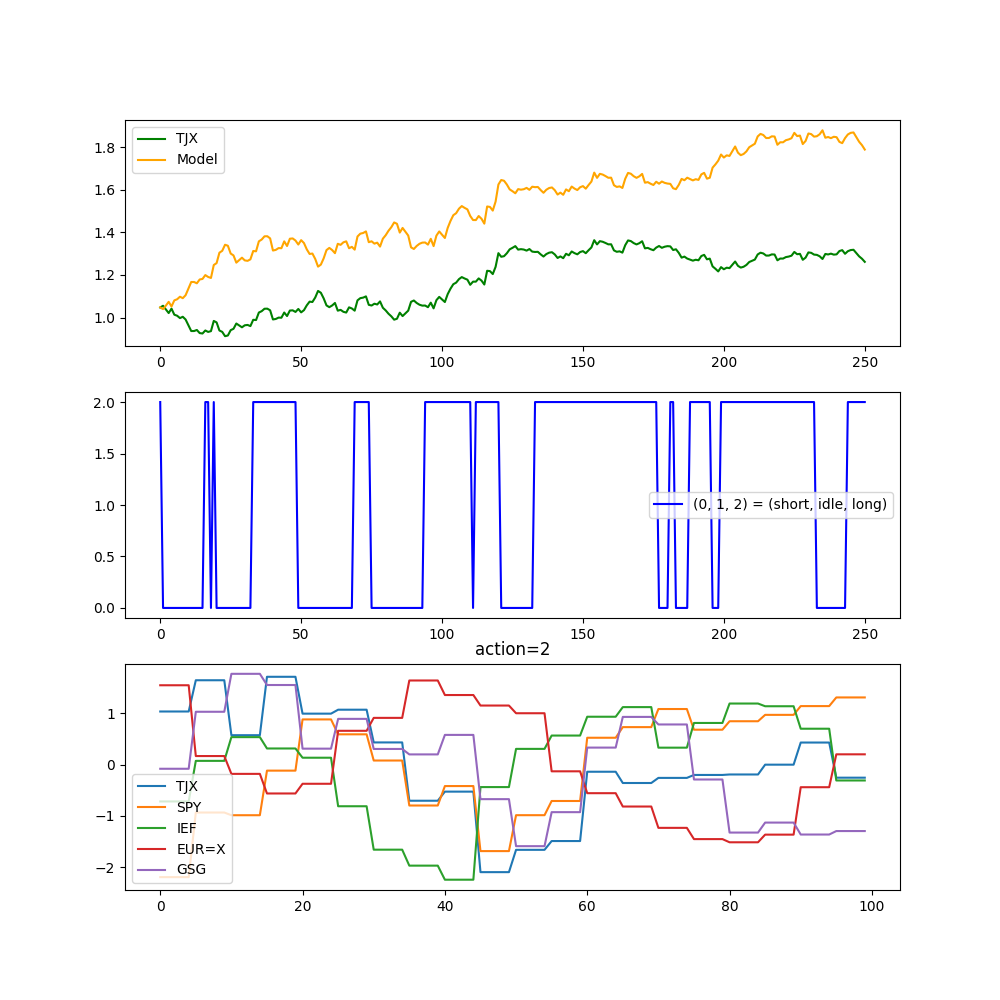 TJX
Model
1.8
1.6
1.4
1.2
1.0
0 50 100 150 200 250
2.0
1.5
1.0
0.5
0.0
(0, 1, 2) = (short, idle, long)
0 50 100 150 200 250
action=2
1
0
−1
−2
TJX
SPY
IEF
EUR=X
GSG
0 20 40 60 80 100